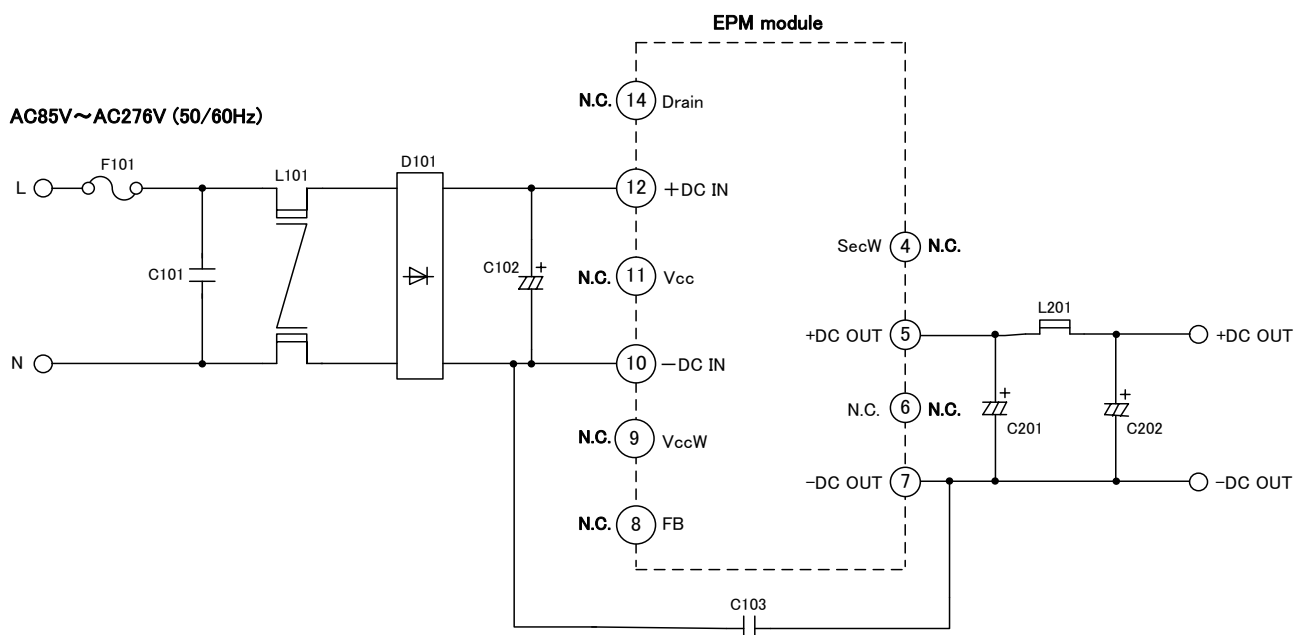 EPM module
N.C. 14 Drain
AC85V～AC276V (50/60Hz)
F101
L101
D101
L
12 ＋DC IN
SecW 4 N.C.
C101
C102 +
N.C. 11 Vcc
L201
+DC OUT 5
+DC OUT
N
10 －DC IN
N.C. 6 N.C.
+
C201
+
C202
N.C. 9 VccW
-DC OUT 7
-DC OUT
N.C. 8 FB
C103